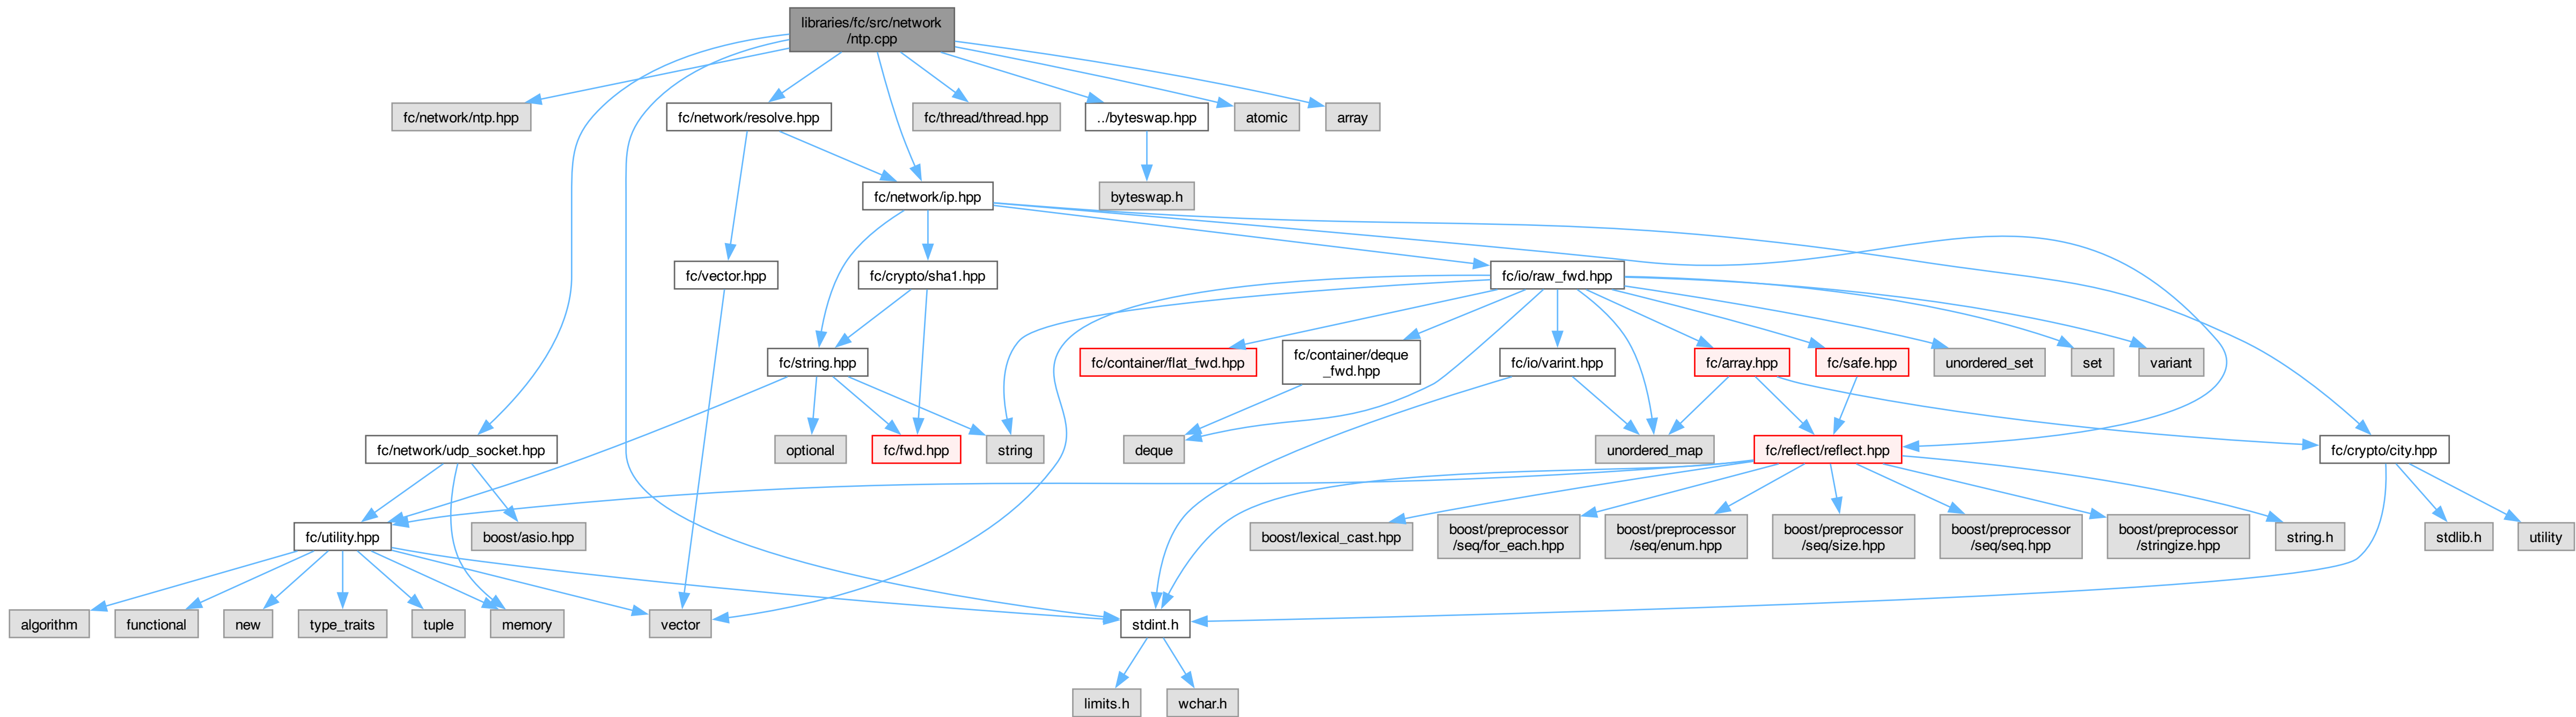 libraries/fc/src/network
/ntp.cpp
fc/network/ntp.hpp
fc/network/resolve.hpp
fc/thread/thread.hpp
../byteswap.hpp
atomic
array
fc/network/ip.hpp
byteswap.h
fc/vector.hpp
fc/crypto/sha1.hpp
fc/io/raw_fwd.hpp
fc/string.hpp
fc/container/flat_fwd.hpp
fc/container/deque
_fwd.hpp
fc/io/varint.hpp
fc/array.hpp
fc/safe.hpp
unordered_set
set
variant
fc/network/udp_socket.hpp
optional
fc/fwd.hpp
string
deque
unordered_map
fc/reflect/reflect.hpp
fc/crypto/city.hpp
fc/utility.hpp
boost/asio.hpp
boost/lexical_cast.hpp
boost/preprocessor
/seq/for_each.hpp
boost/preprocessor
/seq/enum.hpp
boost/preprocessor
/seq/size.hpp
boost/preprocessor
/seq/seq.hpp
boost/preprocessor
/stringize.hpp
string.h
stdlib.h
utility
algorithm
functional
new
type_traits
tuple
memory
vector
stdint.h
limits.h
wchar.h